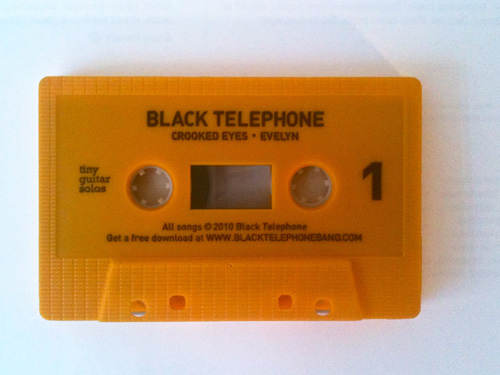 BLACK TELEPHONE
CROOKED EYES • EVELYN
tiny
guitar
solos
1
All songs © 2010 Black Telephone
Get a free download at WWW.BLACKTELEPHONEBAND.COM